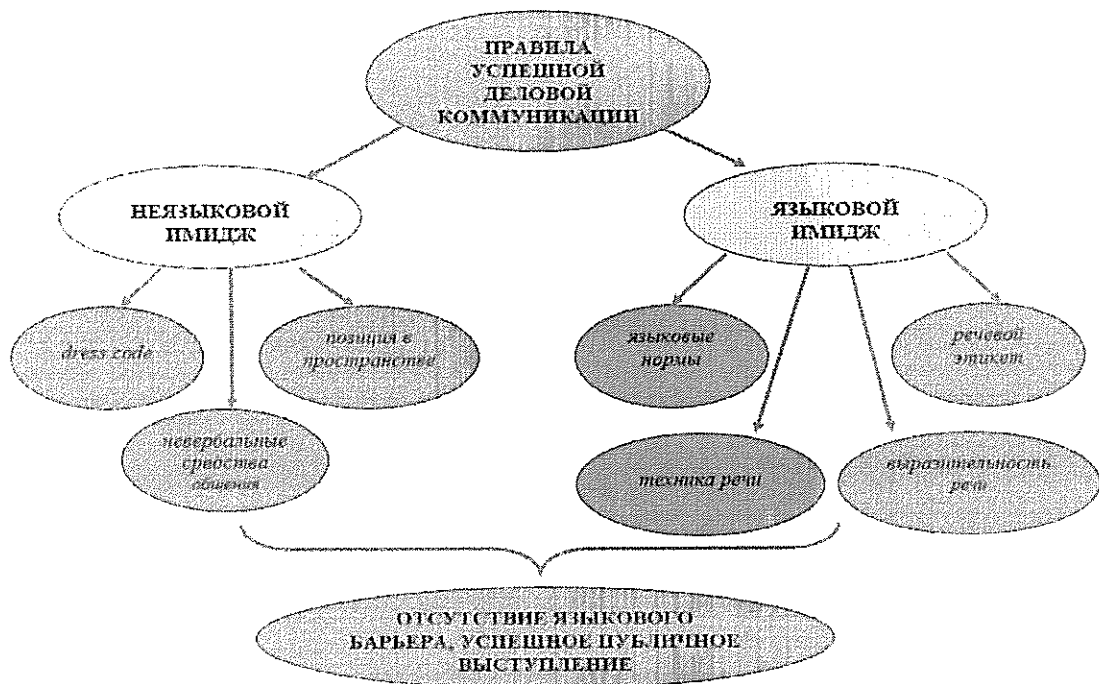 ПРАВИЛА
УСПЕШНОЙ
ДЕЛОВОЙ
КОММУНИКАЦИИ
НЕЯЗЫКОВОЙ
ИМИДЖ
ЯЗЫКОВОЙ
ИМИДЖ
dress code
позиция в
пространстве
языковые
нормы
речевой
этикет
невербальные
средства
общения
техника речи
выразительность
речи
ОТСУТСТВИЕ ЯЗЫКОВОГО
БАРЬЕРА, УСПЕШНОЕ ПУБЛИЧНОЕ
ВЫСТУПЛЕНИЕ